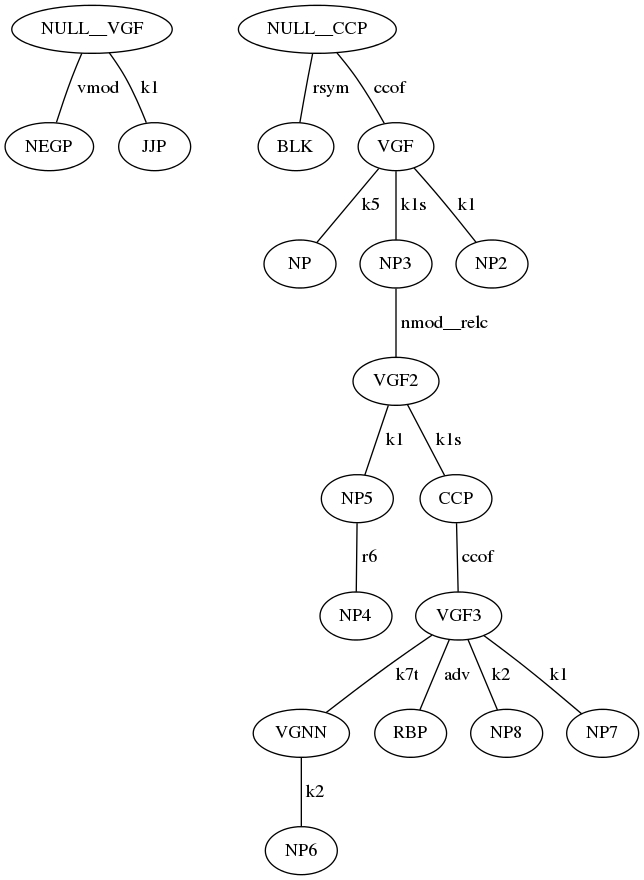 NULL__VGF NULL__CCP
vmod k1 rsym ccof
NEGP JJP BLK VGF
k5 k1s k1
NP NP3 NP2
nmod__relc
VGF2
k1 k1s
NP5 CCP
r6 ccof
NP4 VGF3
k7t adv k2 k1
VGNN RBP NP8 NP7
k2
NP6